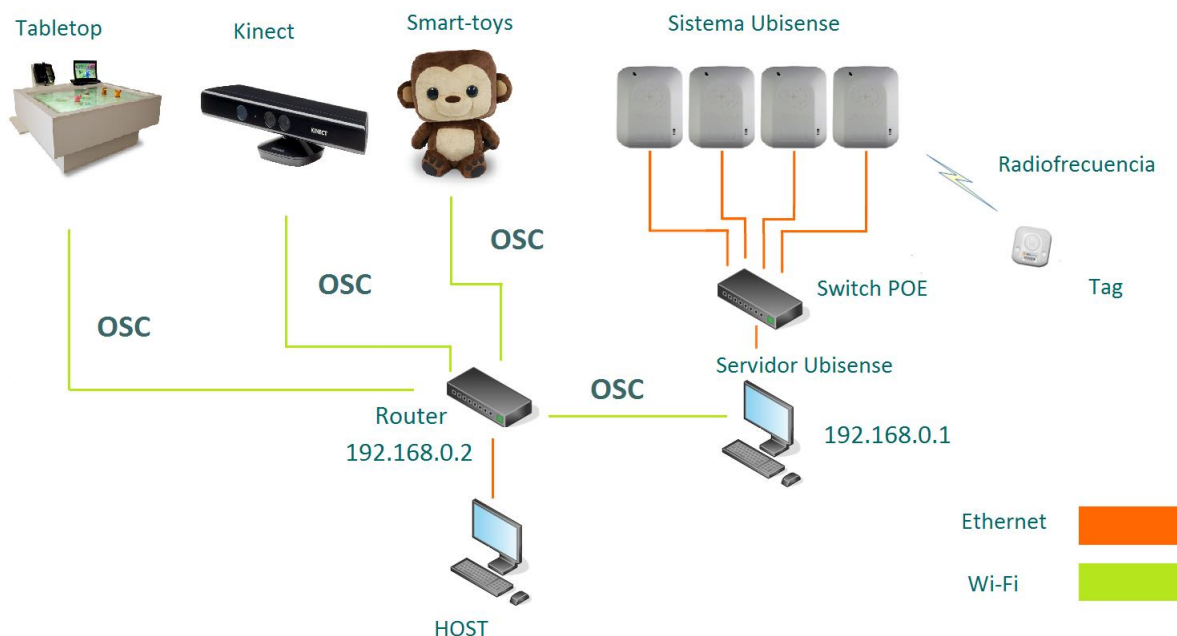 Tabletop
Kinect
Smart-toys
Sistema Ubisense
KINECT
Radiofrecuencia
OSC
OSC
OSC
Switch POE
Tag
Servidor Ubisense
OSC
Router
192.168.0.2
192.168.0.1
Ethernet
Wi-Fi
HOST